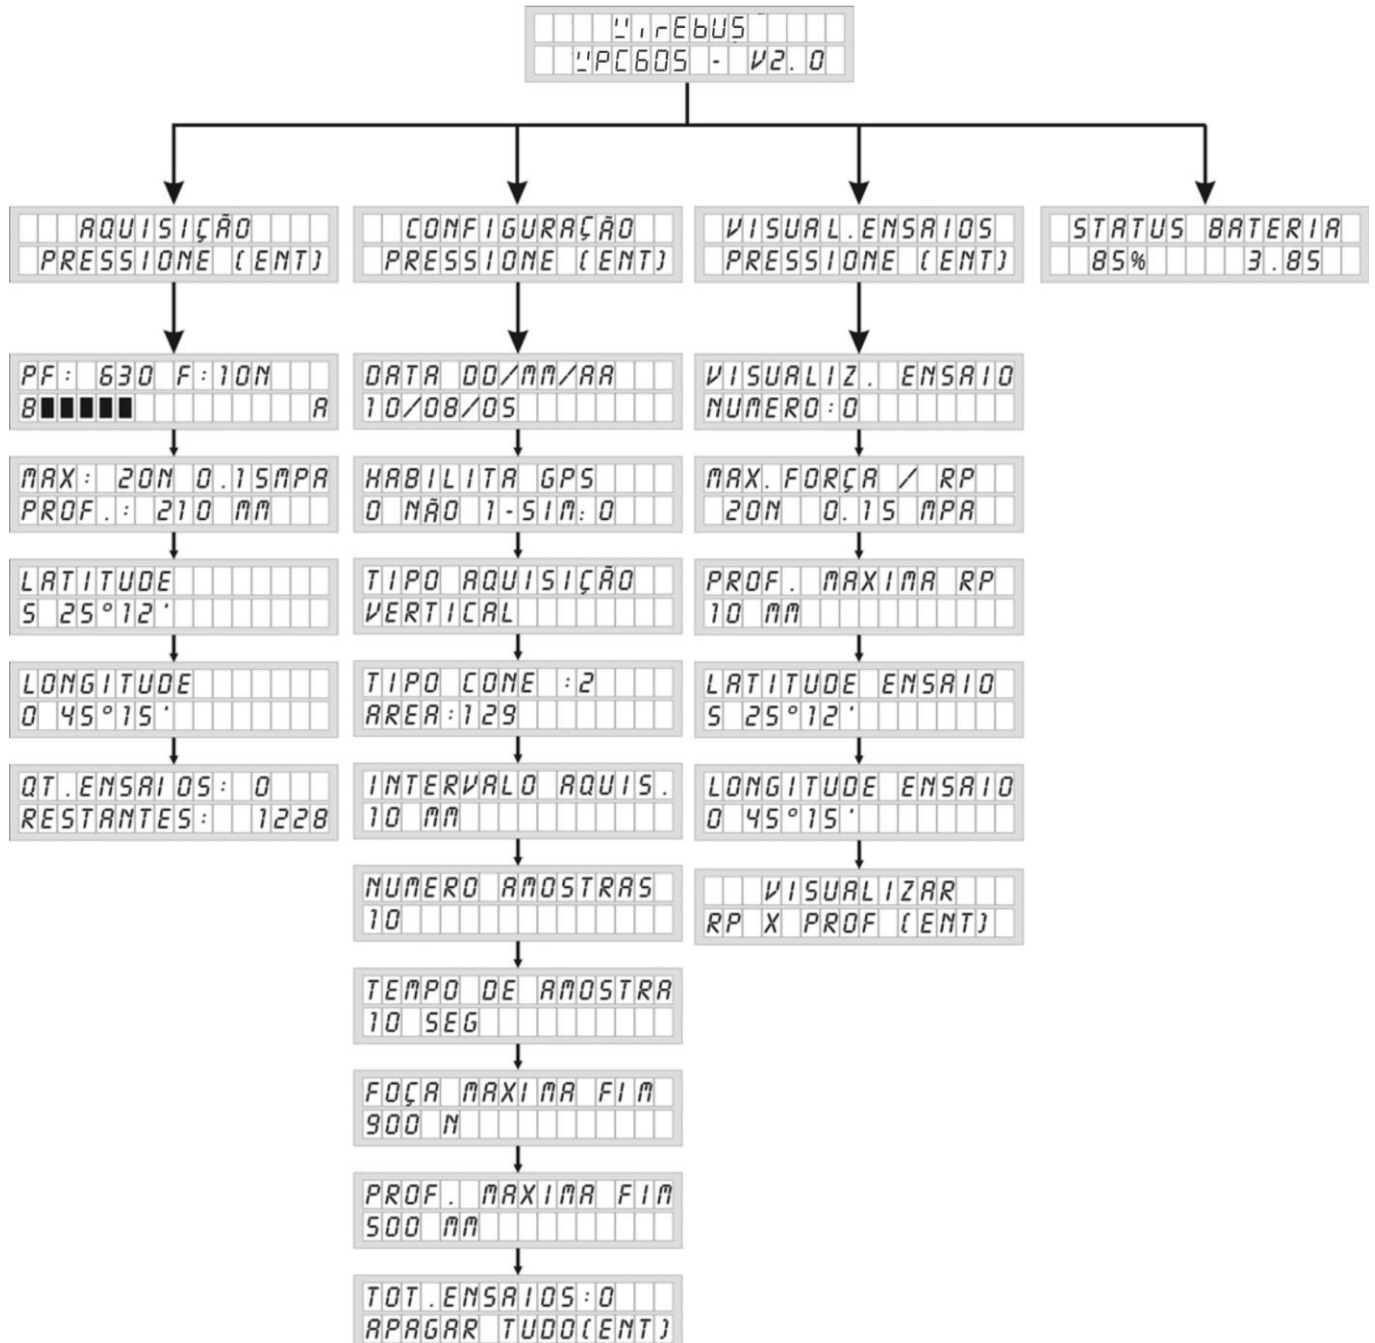 WirEbUS
WPC60S - V2.0
AQUISIÇÃO
PRESSIONE (ENT)
PF: 630 F:10N
8 A
MAX: 20N 0.15MPA
PROF.: 210 MM
LATITUDE
S 25°12'
LONGITUDE
O 45°15'
QT.ENSAIOS: 0
RESTANTES: 1228
CONFIGURAÇÃO
PRESSIONE (ENT)
DATA DD/MM/AA
10/08/05
HABILITA GPS
0 NÃO 1-SIM: 0
TIPO AQUISIÇÃO
VERTICAL
TIPO CONE :2
AREA:129
INTERVALO AQUIS.
10 MM
NUMERO AMOSTRAS
10
TEMPO DE AMOSTRA
10 SEG
FOÇA MAXIMA FIM
900 N
PROF. MAXIMA FIM
500 MM
TOT.ENSAIOS:0
APAGAR TUDO(ENT)
VISUAL.ENSAIOS
PRESSIONE (ENT)
VISUALIZ. ENSAIO
NUMERO:0
MAX.FORÇA / RP
20N 0.15 MPA
PROF. MAXIMA RP
10 MM
LATITUDE ENSAIO
S 25°12'
LONGITUDE ENSAIO
O 45°15'
VISUALIZAR
RP X PROF (ENT)
STATUS BATERIA
85% 3.85